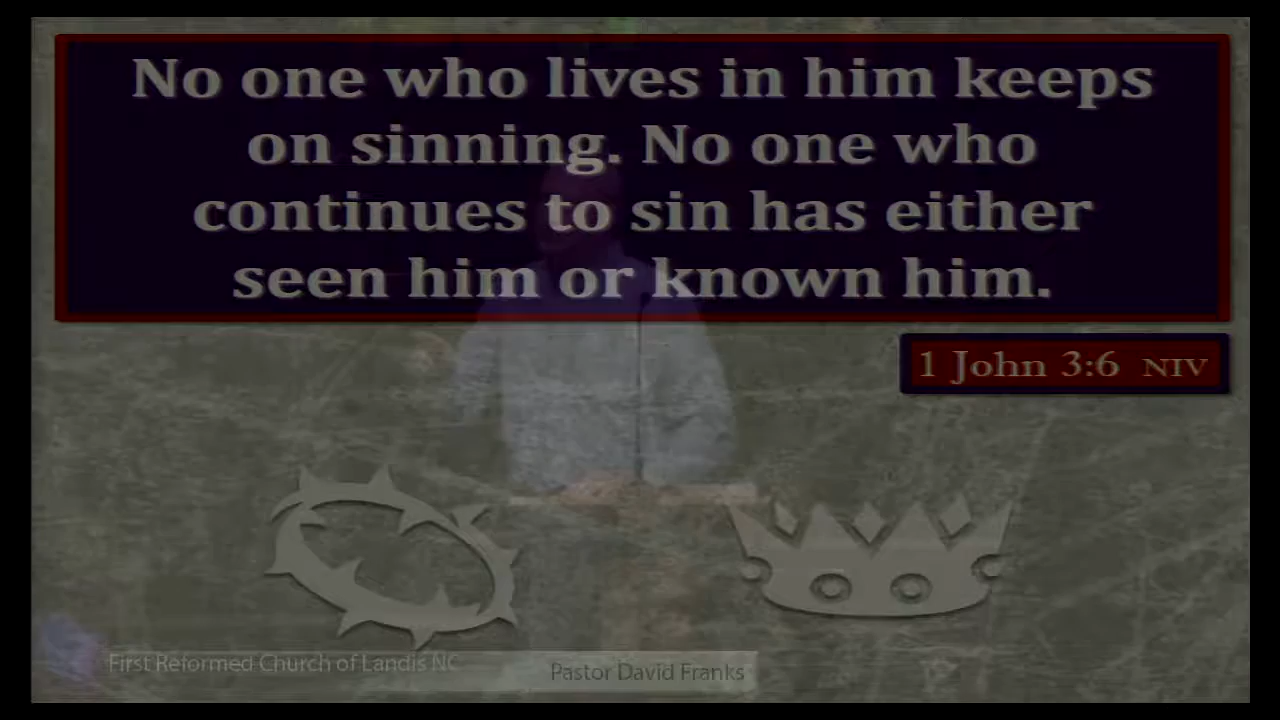 No one who lives in him keeps
on sinning. No one who
continues to sin has either
seen him or known him.
1 John 3:6 NIV
First Reformed Church of Landis NC
Pastor David Franks